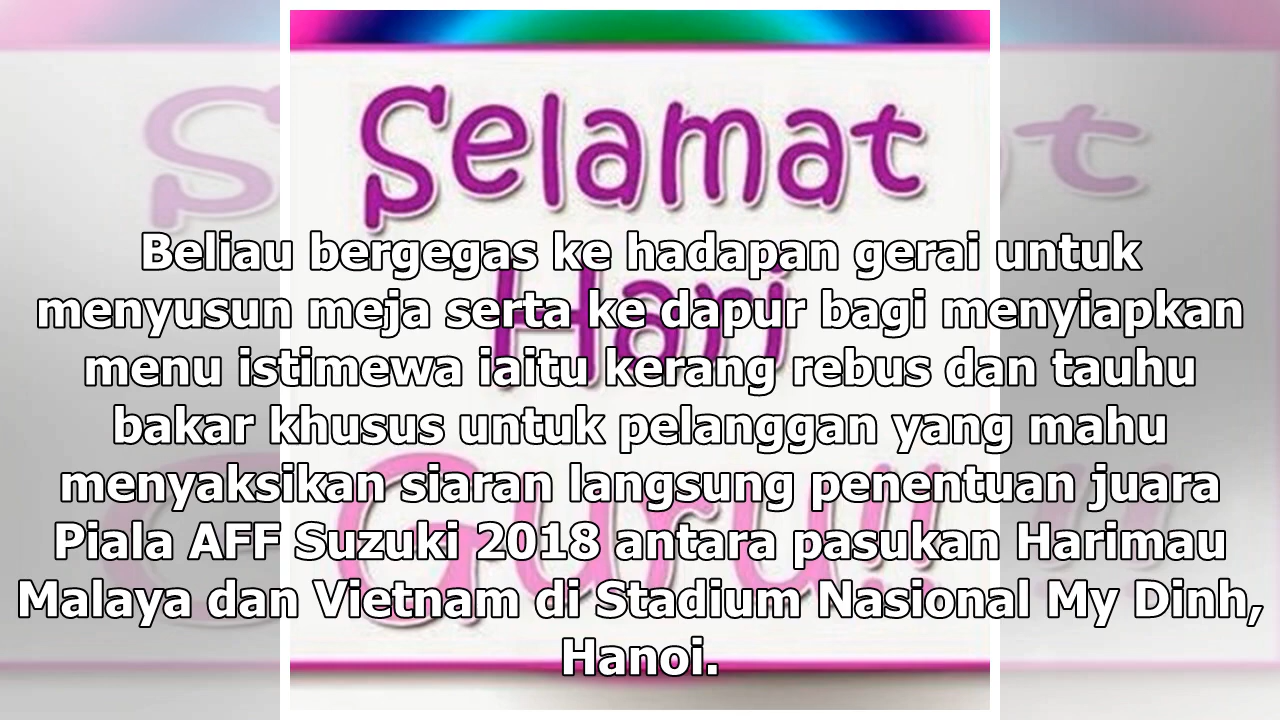 Selamat
Beliau bergegas ke hadapan gerai untuk
Hari
menyusun meja serta ke dapur bagi menyiapkan
menu istimewa iaitu kerang rebus dan tauhu
bakar khusus untuk pelanggan yang mahu
menyaksikan siaran langsung penentuan juara
Guru!!
Piala AFF Suzuki 2018 antara pasukan Harimau
Malaya dan Vietnam di Stadium Nasional My Dinh,
Hanoi.